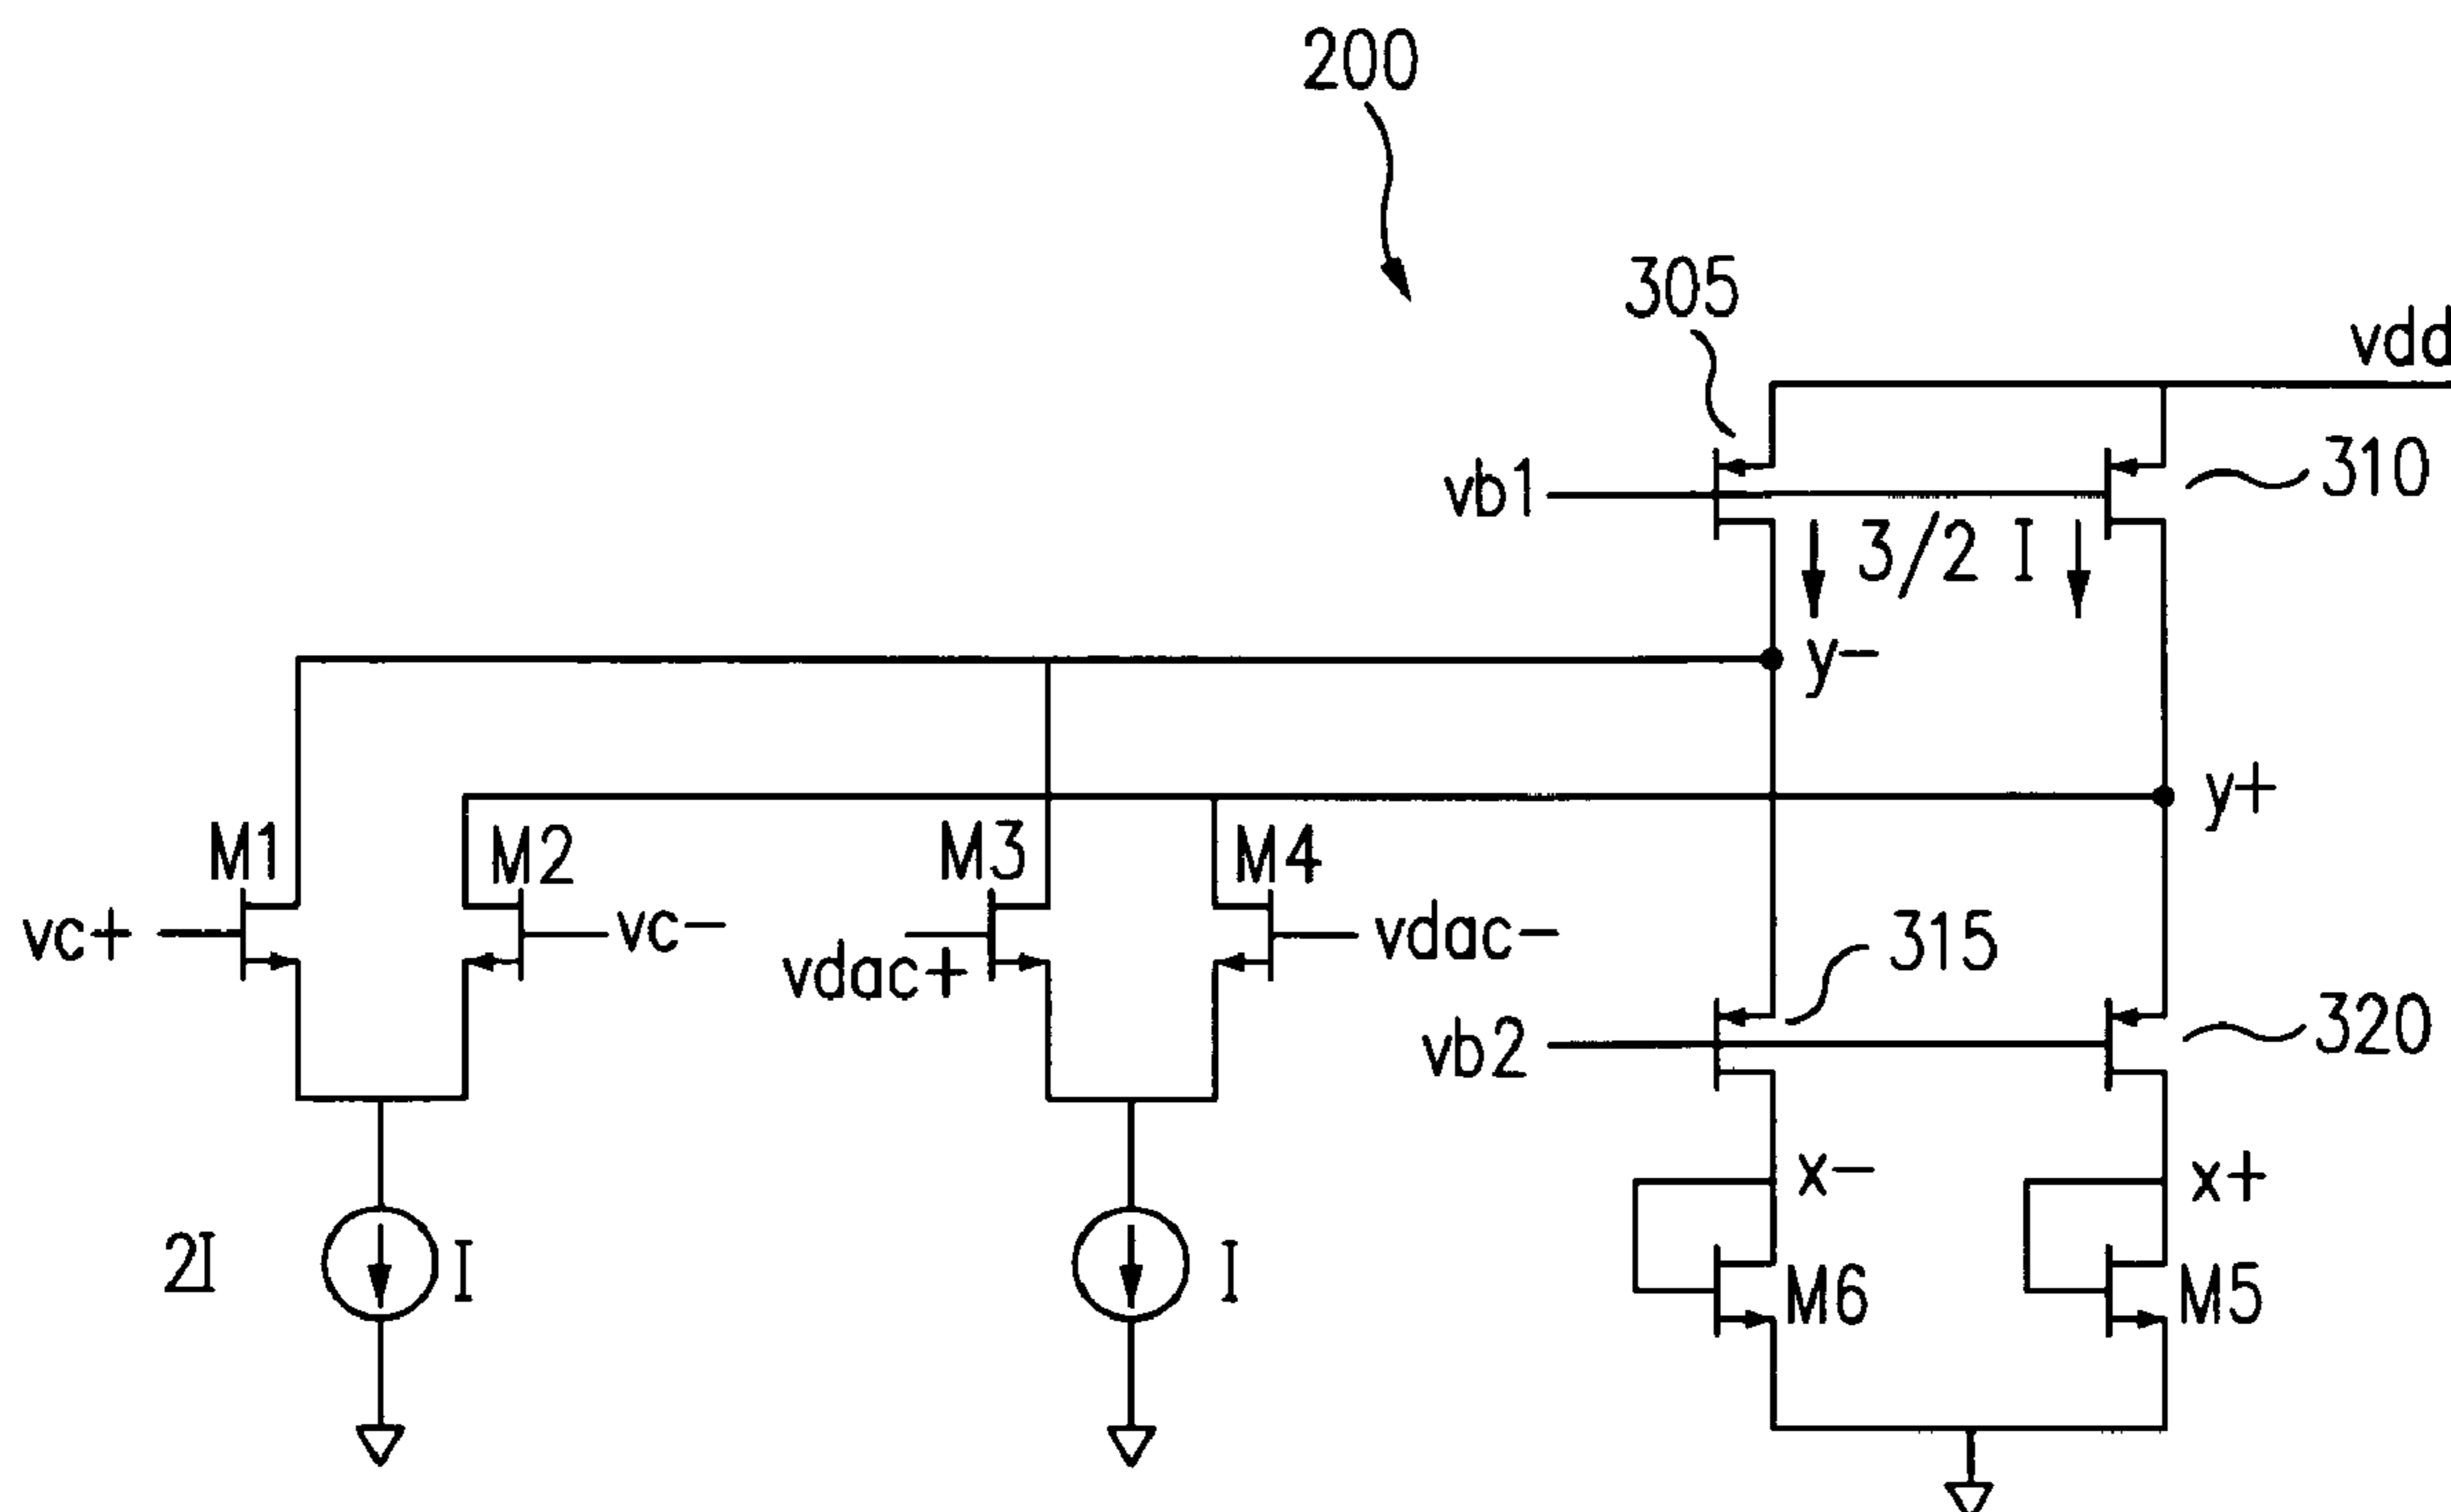 200
305
vdd
vb1
310
3/2 I
y-
y+
M1
M2
M3
M4
vc+
vc-
vdac+
vdac-
315
vb2
320
x-
x+
2I
I
I
M6
M5